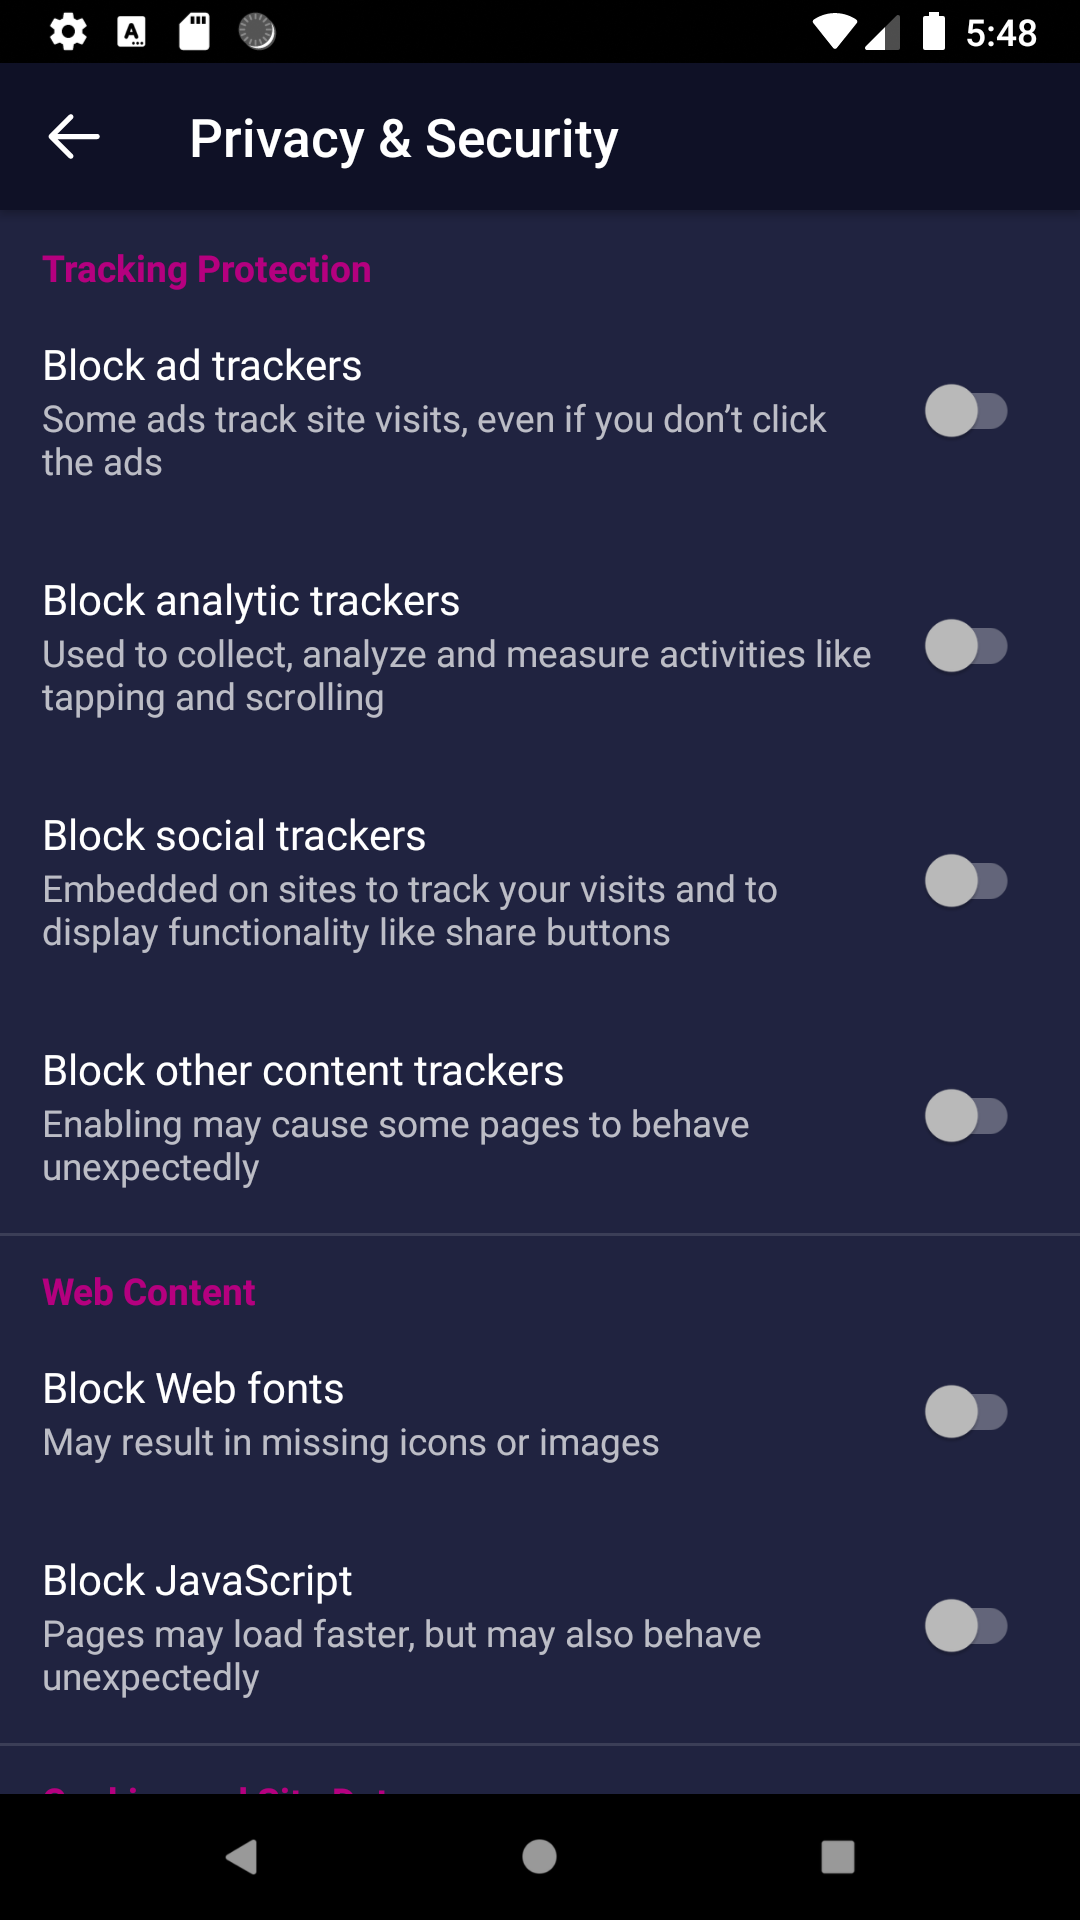 5:48
Privacy & Security
Tracking Protection
Block ad trackers
Some ads track site visits, even if you don’t click
the ads
Block analytic trackers
Used to collect, analyze and measure activities like
tapping and scrolling
Block social trackers
Embedded on sites to track your visits and to
display functionality like share buttons
Block other content trackers
Enabling may cause some pages to behave
unexpectedly
Web Content
Block Web fonts
May result in missing icons or images
Block JavaScript
Pages may load faster, but may also behave
unexpectedly